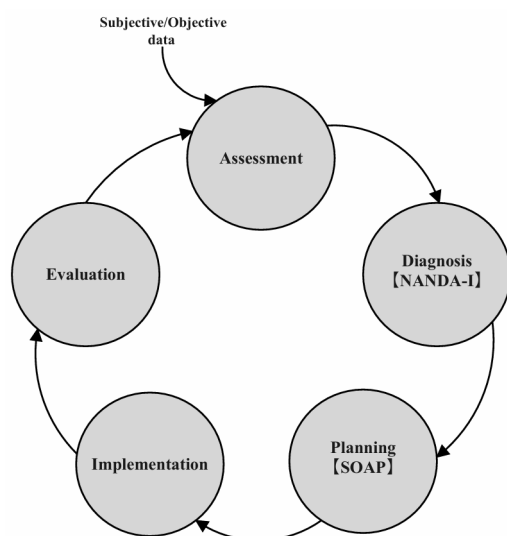 Subjective/Objective
data
Assessment
Diagnosis
【NANDA-I】
Planning
【SOAP】
Implementation
Evaluation